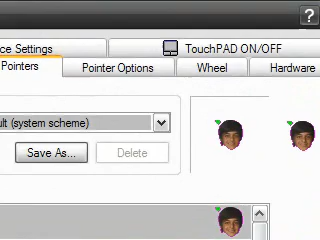 ?
ce Settings
TouchPAD ON/OFF
Pointers
Pointer Options
Wheel
Hardware
ult (system scheme)
Save As...
Delete